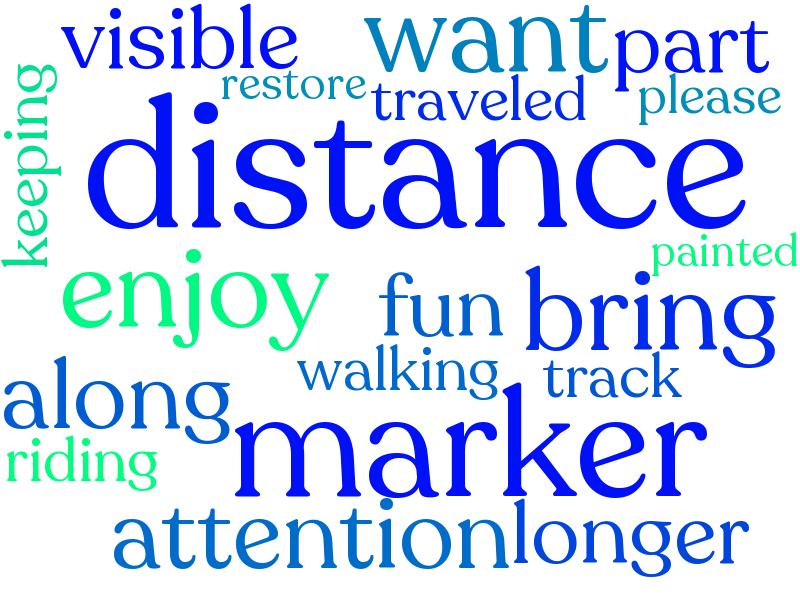 visible want part
restore traveled please
keeping
distance
painted
enjoy fun bring
walking track
along
riding marker
attention longer